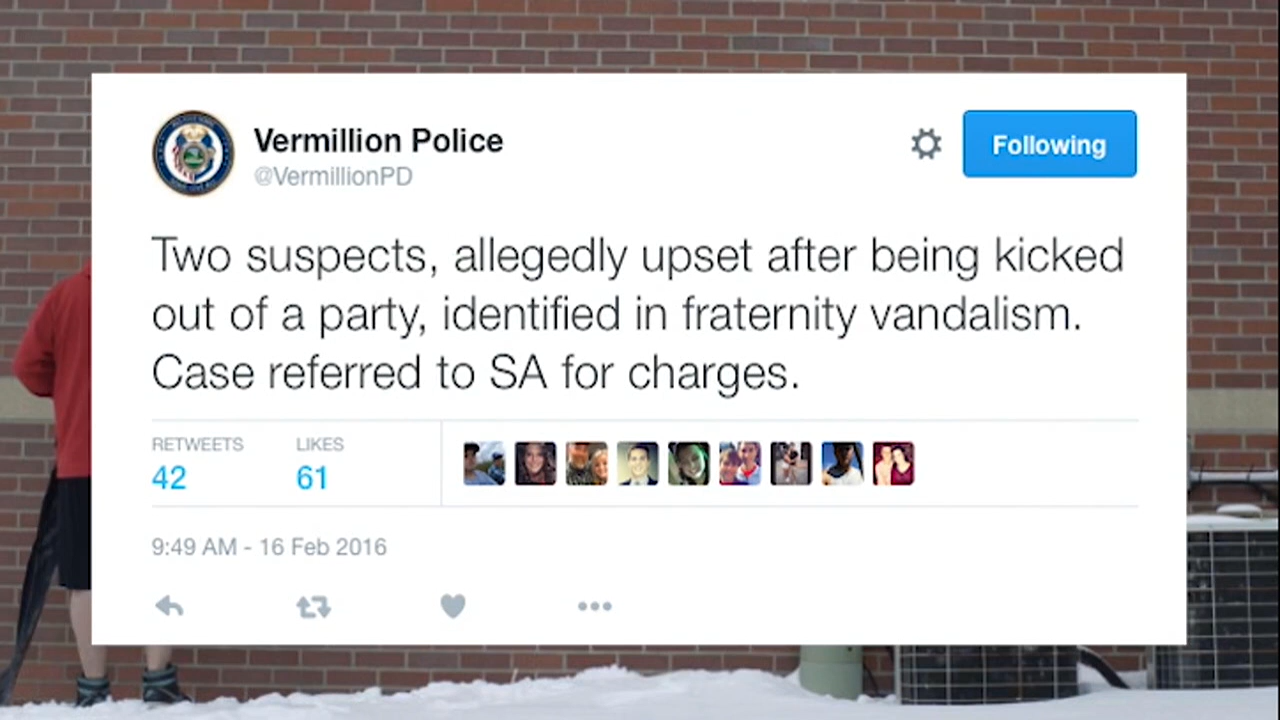 Vermillion Police
@VermillionPD
Following
Two suspects, allegedly upset after being kicked
out of a party, identified in fraternity vandalism.
Case referred to SA for charges.
RETWEETS LIKES
42 61
9:49 AM - 16 Feb 2016